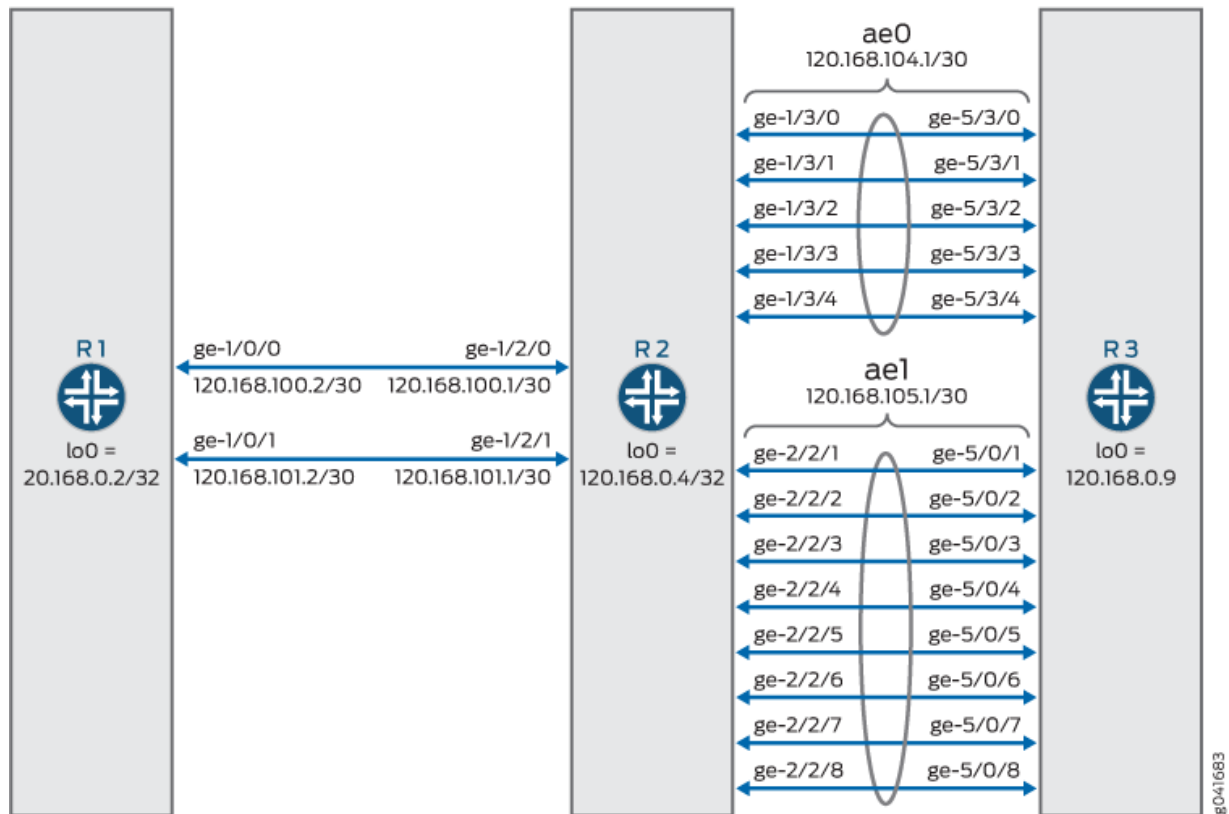 ae0
120.168.104.1/30
ge-1/3/0 ge-5/3/0
ge-1/3/1 ge-5/3/1
ge-1/3/2 ge-5/3/2
ge-1/3/3 ge-5/3/3
ge-1/3/4 ge-5/3/4
R1
lo0 =
20.168.0.2/32
ge-1/0/0 ge-1/2/0
120.168.100.2/30 120.168.100.1/30
ge-1/0/1 ge-1/2/1
120.168.101.2/30 120.168.101.1/30
R2
lo0 =
120.168.0.4/32
ae1
120.168.105.1/30
ge-2/2/1 ge-5/0/1
ge-2/2/2 ge-5/0/2
ge-2/2/3 ge-5/0/3
ge-2/2/4 ge-5/0/4
ge-2/2/5 ge-5/0/5
ge-2/2/6 ge-5/0/6
ge-2/2/7 ge-5/0/7
ge-2/2/8 ge-5/0/8
R3
lo0 =
120.168.0.9
g041683